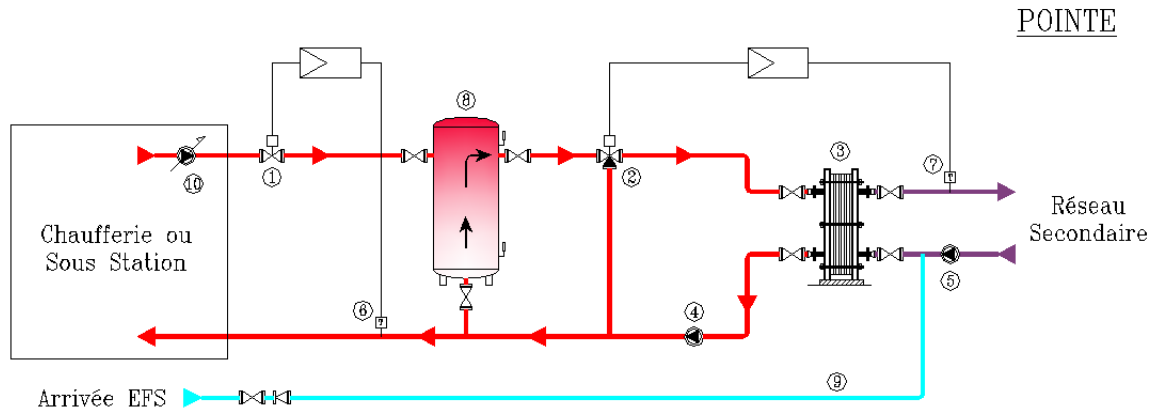 POINTE
8
10
1
2
3
7
Chaufferie ou
Sous Station
Réseau
Secondaire
6
4
5
?
?
Arrivée EFS
9